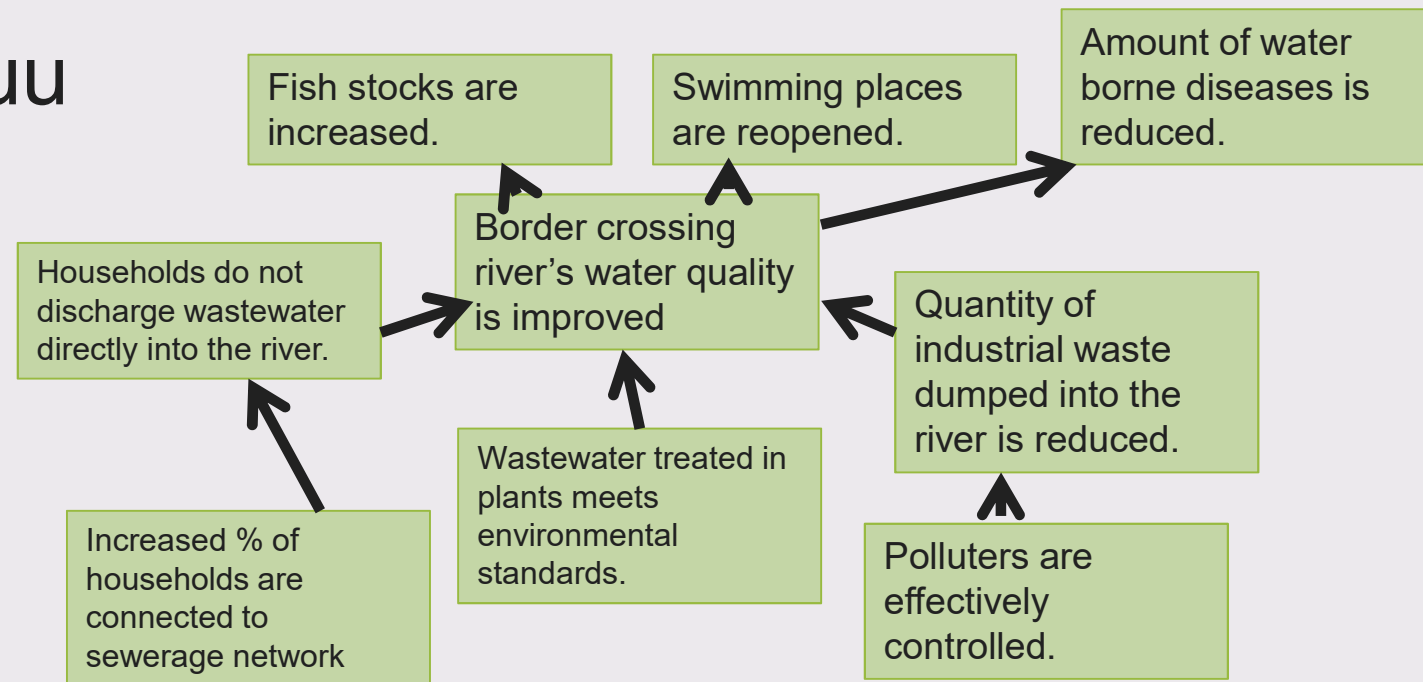 uu
Fish stocks are
increased.
Swimming places
are reopened.
Amount of water
borne diseases is
reduced.
Border crossing
river's water quality
is improved
Households do not
discharge wastewater
directly into the river.
Quantity of
industrial waste
dumped into the
river is reduced.
Wastewater treated in
plants meets
environmental
standards.
Increased % of
households are
connected to
sewerage network
Polluters are
effectively
controlled.